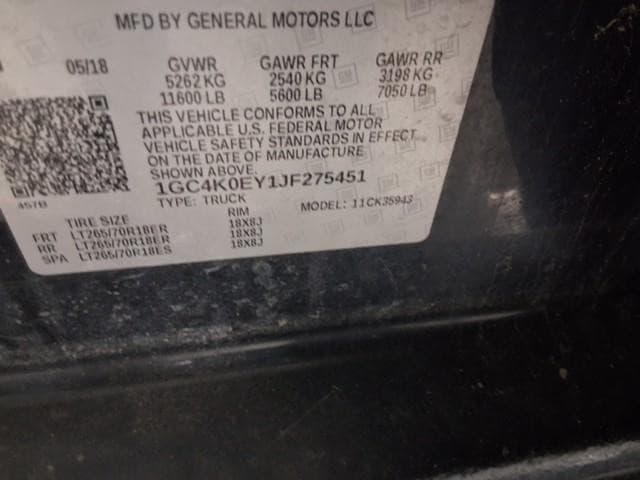 MFD BY GENERAL MOTORS LLC
05/18 GVWR GAWR FRT GAWR RR
5262 KG 2540 KG 3198 KG
11600 LB 5600 LB 7050 LB
THIS VEHICLE CONFORMS TO ALL
APPLICABLE U.S. FEDERAL MOTOR
VEHICLE SAFETY STANDARDS IN EFFECT
ON THE DATE OF MANUFACTURE
SHOWN ABOVE.
1GC4K0EY1JF275451
TYPE: TRUCK MODEL: 11CK35943
TIRE SIZE RIM
FRT LT265/70R18ER 18X8J
RR LT265/70R18ER 18X8J
SPA LT265/70R18ES 18X8J